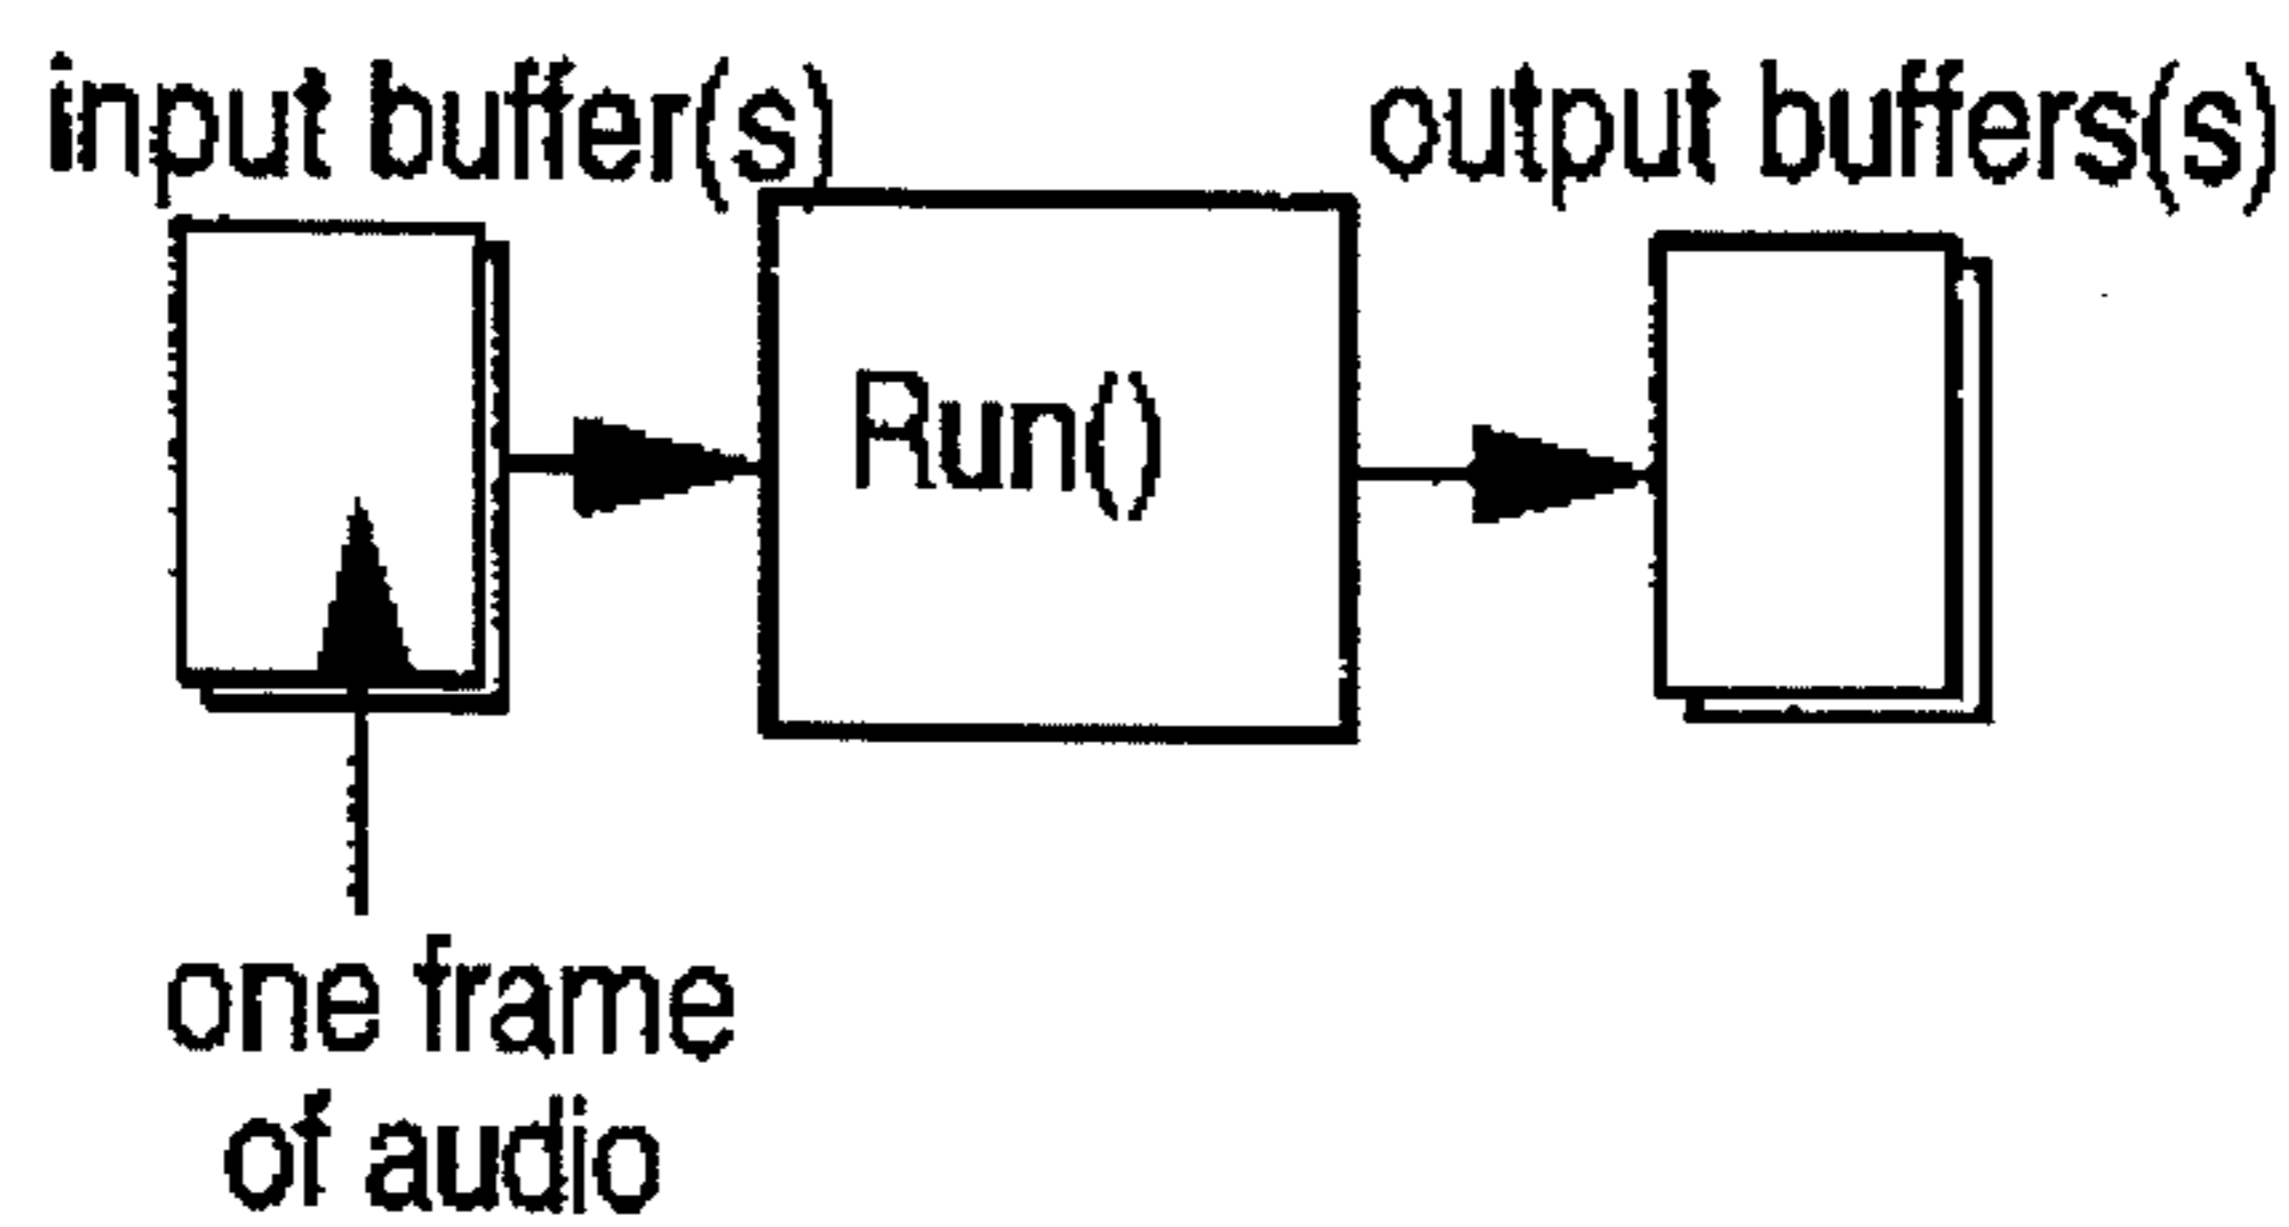 input buffer(s)
output buffers(s)
Run()
one frame
of audio